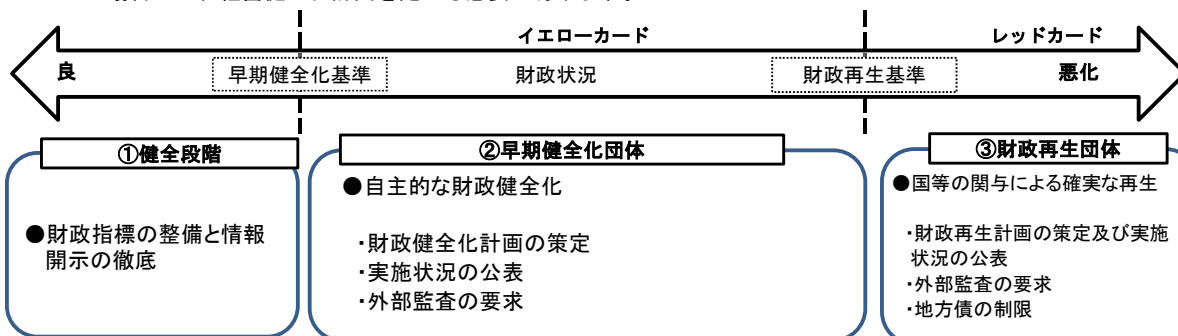 イエローカード
レッドカード
良
早期健全化基準
財政状況
財政再生基準
悪化
①健全段階
●財政指標の整備と情報
開示の徹底
②早期健全化団体
●自主的な財政健全化
・財政健全化計画の策定
・実施状況の公表
・外部監査の要求
③財政再生団体
●国等の関与による確実な再生
・財政再生計画の策定及び実施
状況の公表
・外部監査の要求
・地方債の制限